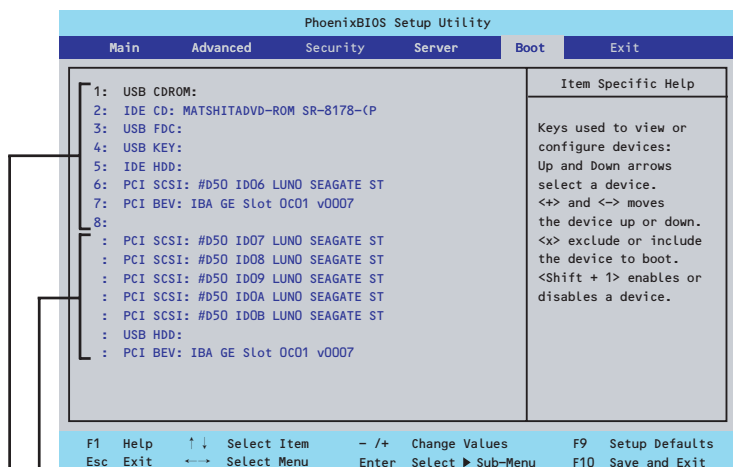 PhoenixBIOS Setup Utility
Main Advanced Security Server Boot Exit
1: USB CDROM:
2: IDE CD: MATSHITADVD-ROM SR-8178-(P
3: USB FDC:
4: USB KEY:
5: IDE HDD:
6: PCI SCSI: #D50 ID06 LUN0 SEAGATE ST
7: PCI BEV: IBA GE Slot 0C01 v0007
8:
: PCI SCSI: #D50 ID07 LUN0 SEAGATE ST
: PCI SCSI: #D50 ID08 LUN0 SEAGATE ST
: PCI SCSI: #D50 ID09 LUN0 SEAGATE ST
: PCI SCSI: #D50 ID0A LUN0 SEAGATE ST
: PCI SCSI: #D50 ID0B LUN0 SEAGATE ST
: USB HDD:
: PCI BEV: IBA GE Slot 0C01 v0007
Item Specific Help
Keys used to view or
configure devices:
Up and Down arrows
select a device.
<+> and <-> moves
the device up or down.
<x> exclude or include
the device to boot.
<Shift + 1> enables or
disables a device.
F1 Help ↑↓ Select Item - /+ Change Values F9 Setup Defaults
Esc Exit ←→ Select Menu Enter Select ▶ Sub-Menu F10 Save and Exit